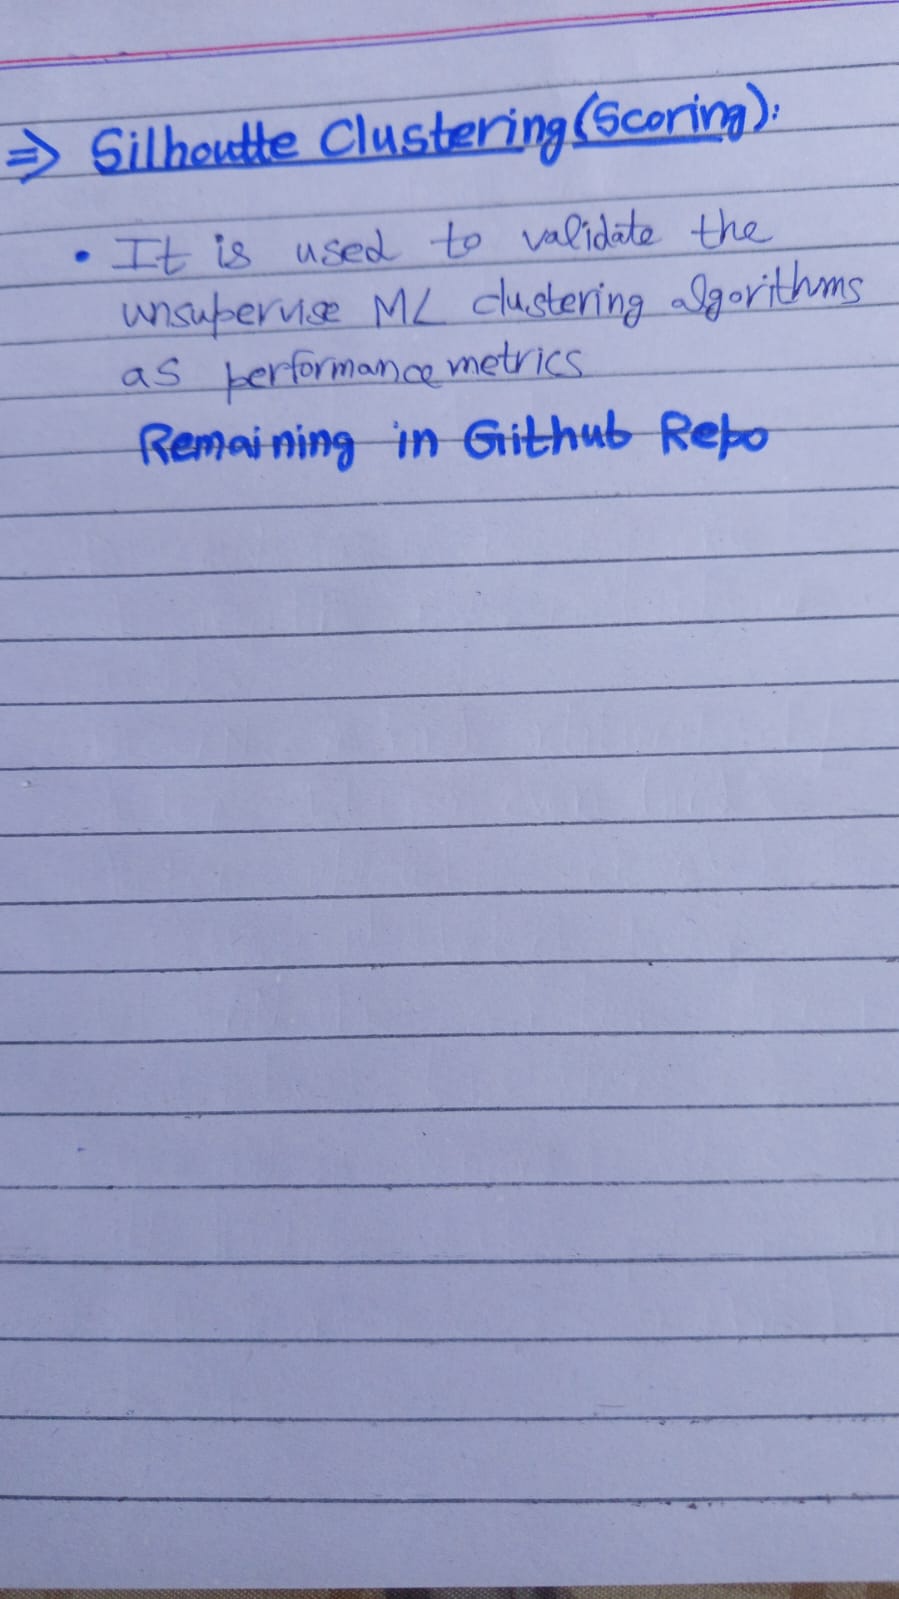 ⇒ Silhoutte Clustering (Scoring):
• It is used to validate the
unsupervise ML clustering algorithms
as performance metrics
Remaining in Github Repo